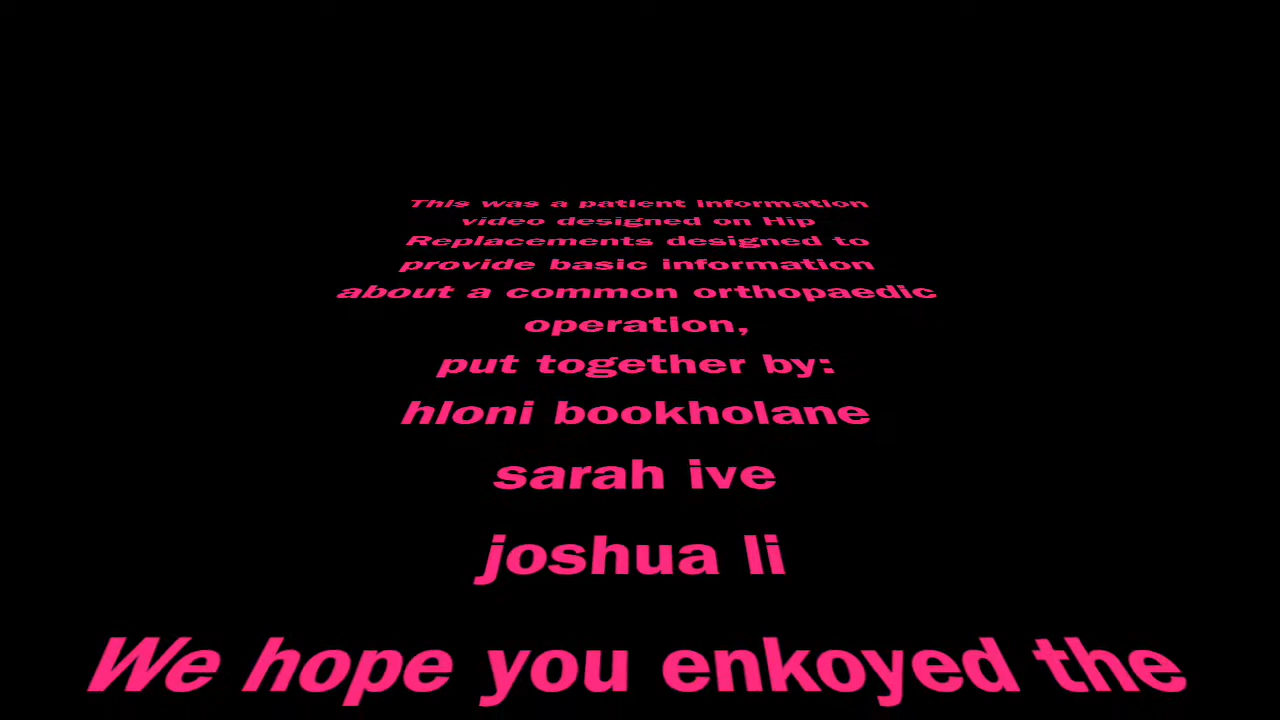 This was a patient information
video designed on Hip
Replacements designed to
provide basic information
about a common orthopaedic
operation,
put together by:
hloni bookholane
sarah ive
joshua li
We hope you enkoyed the